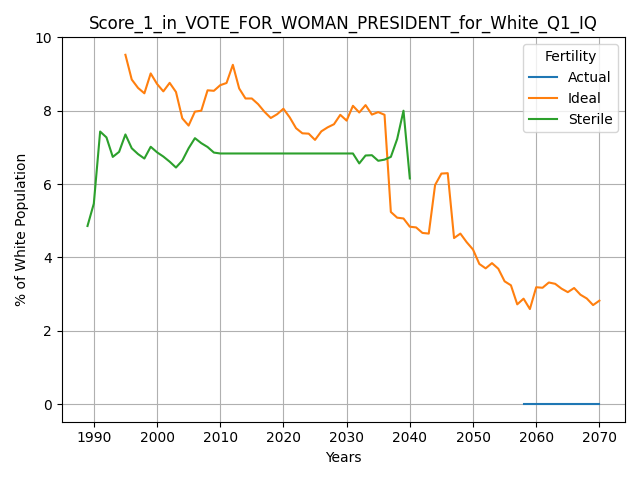 Score_1_in_VOTE_FOR_WOMAN_PRESIDENT_for_White_Q1_IQ
Fertility
Actual
Ideal
Sterile
% of White Population
10
8
6
4
2
0
1990 2000 2010 2020 2030 2040 2050 2060 2070
Years